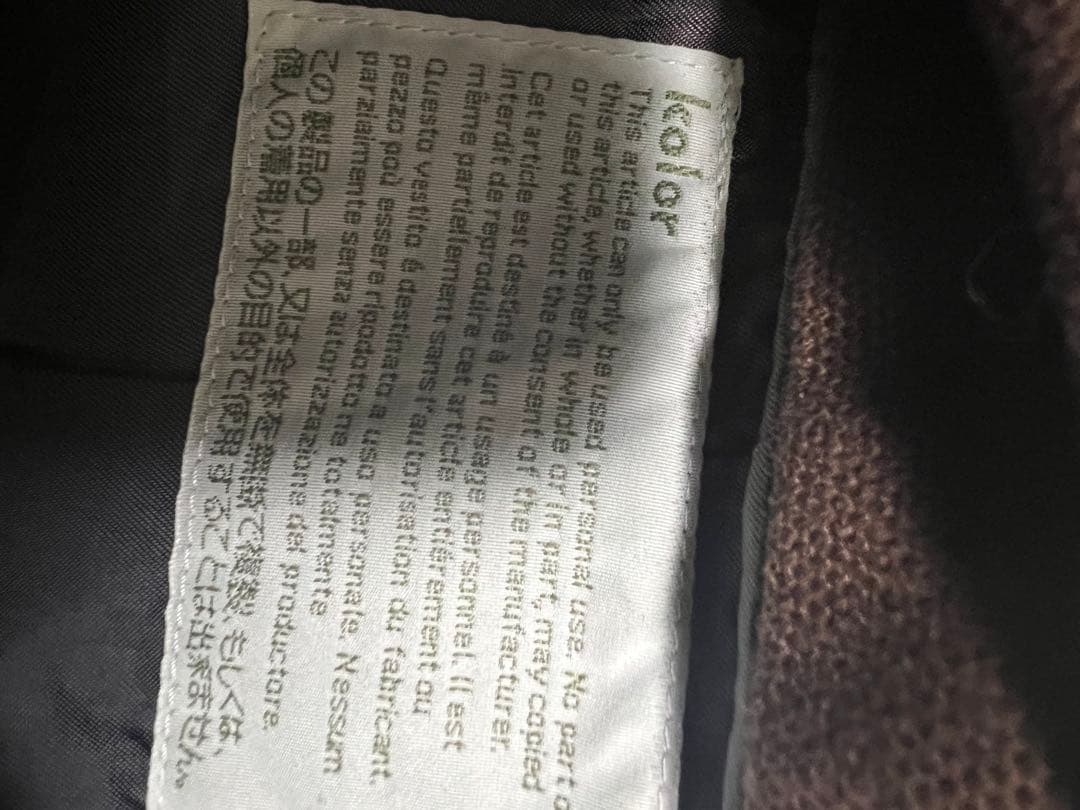 kolor
This article can only be used personal use. No part o
this article, whether in whole or in part, may copied
or used without the consent of the manufacturer.
Cet article est destiné à un usage personnel. Il est
interdit de reproduire cet article entiérement ou
même partiellement sans l'autorisation du fabricant.
Questo vestito é destinato a uso personale. Nessum
pezzo può essere ripodotto ne totalmente
parzialmente senza autorizzazione del productore.
この製品の一部、又は全体を無断で複製、もしくは、
個人の着用以外の目的で使用することは出来ません。